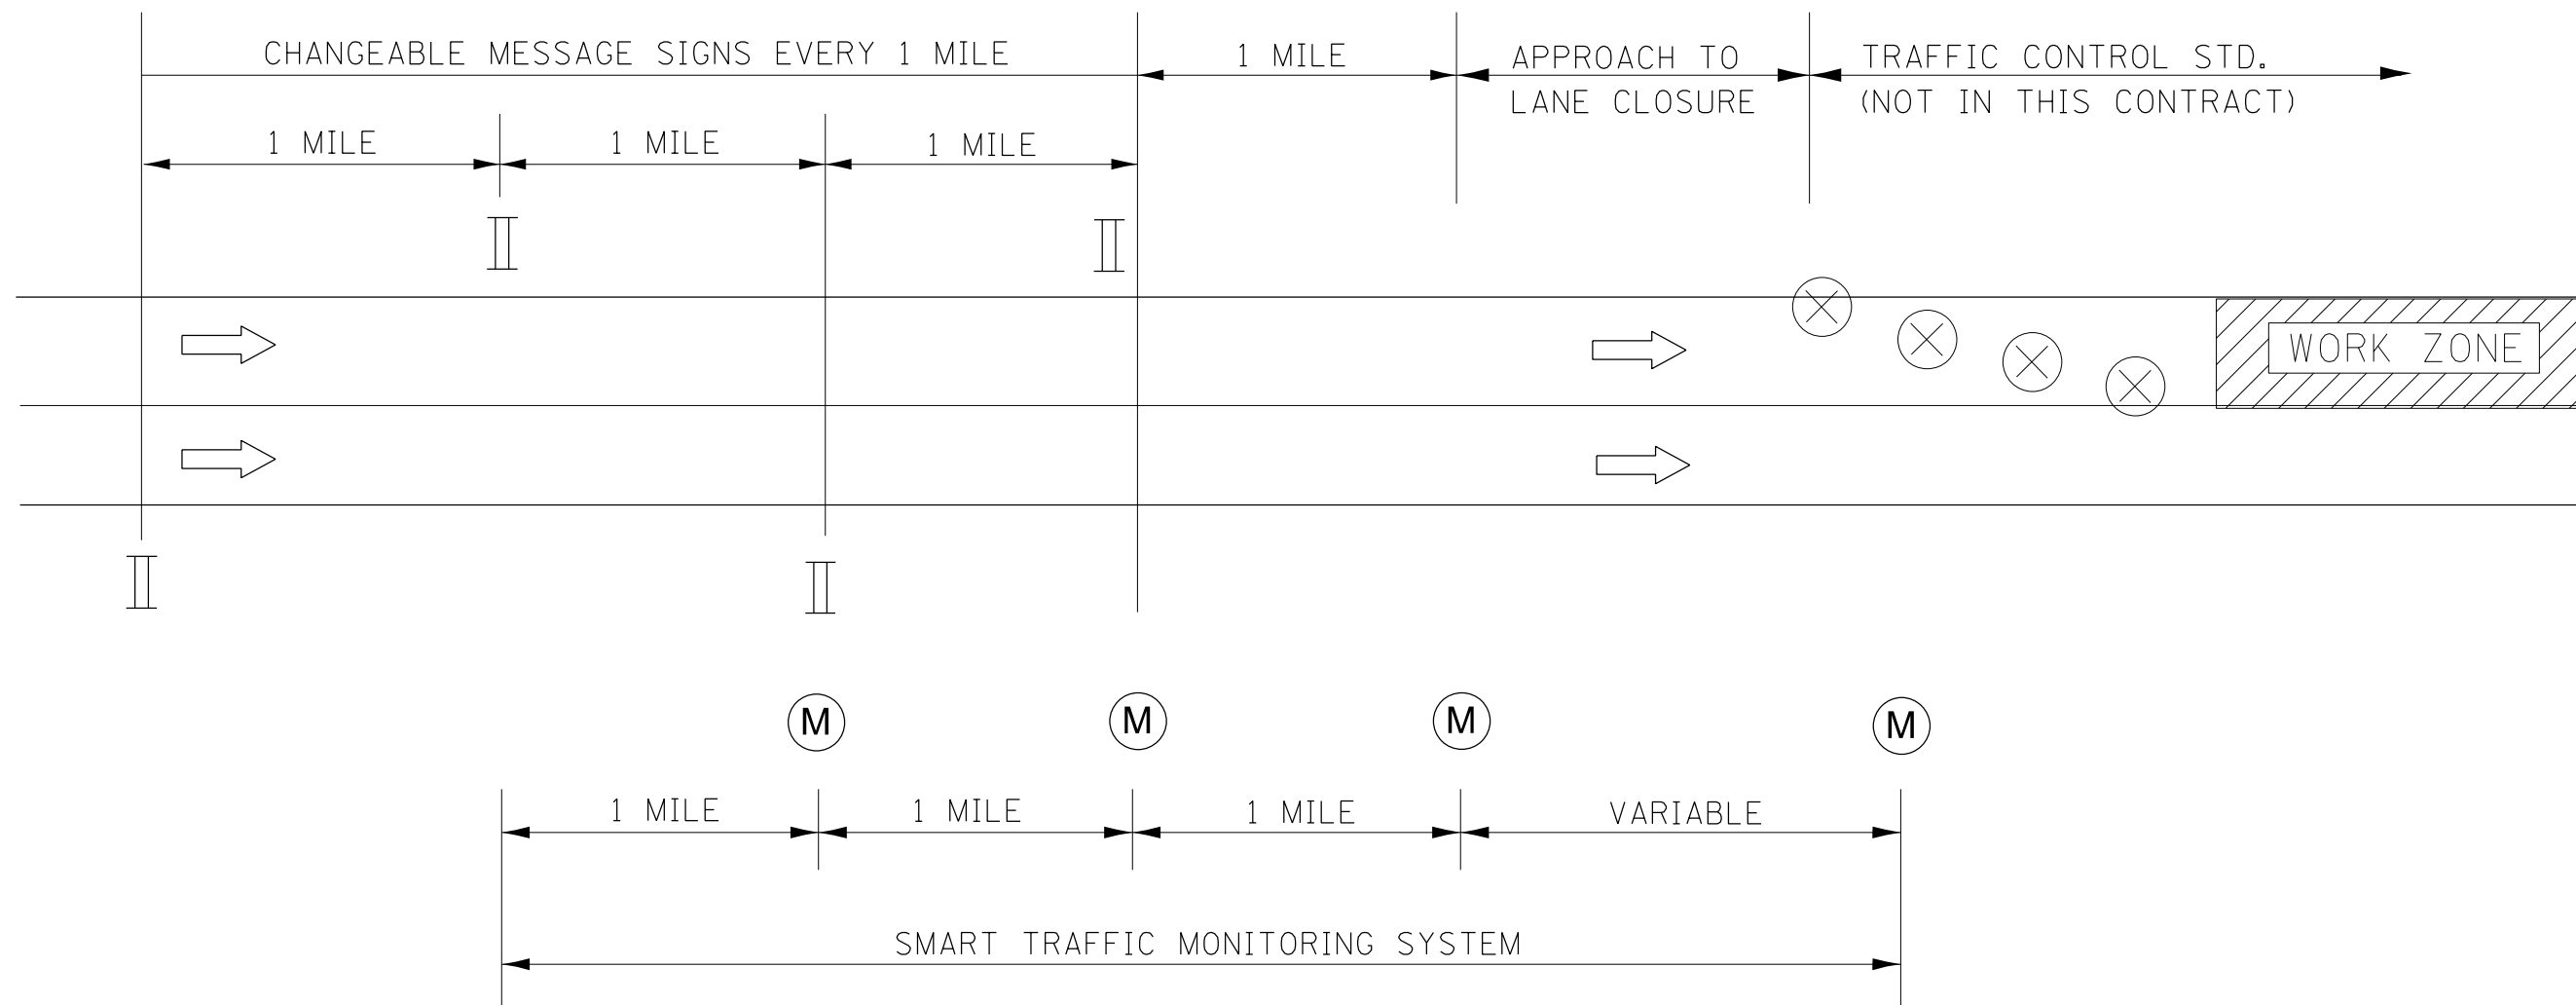 CHANGEABLE MESSAGE SIGNS EVERY 1 MILE
1 MILE
APPROACH TO
LANE CLOSURE
TRAFFIC CONTROL STD.
(NOT IN THIS CONTRACT)
1 MILE
1 MILE
1 MILE
WORK ZONE
M
M
M
M
1 MILE
1 MILE
1 MILE
VARIABLE
SMART TRAFFIC MONITORING SYSTEM